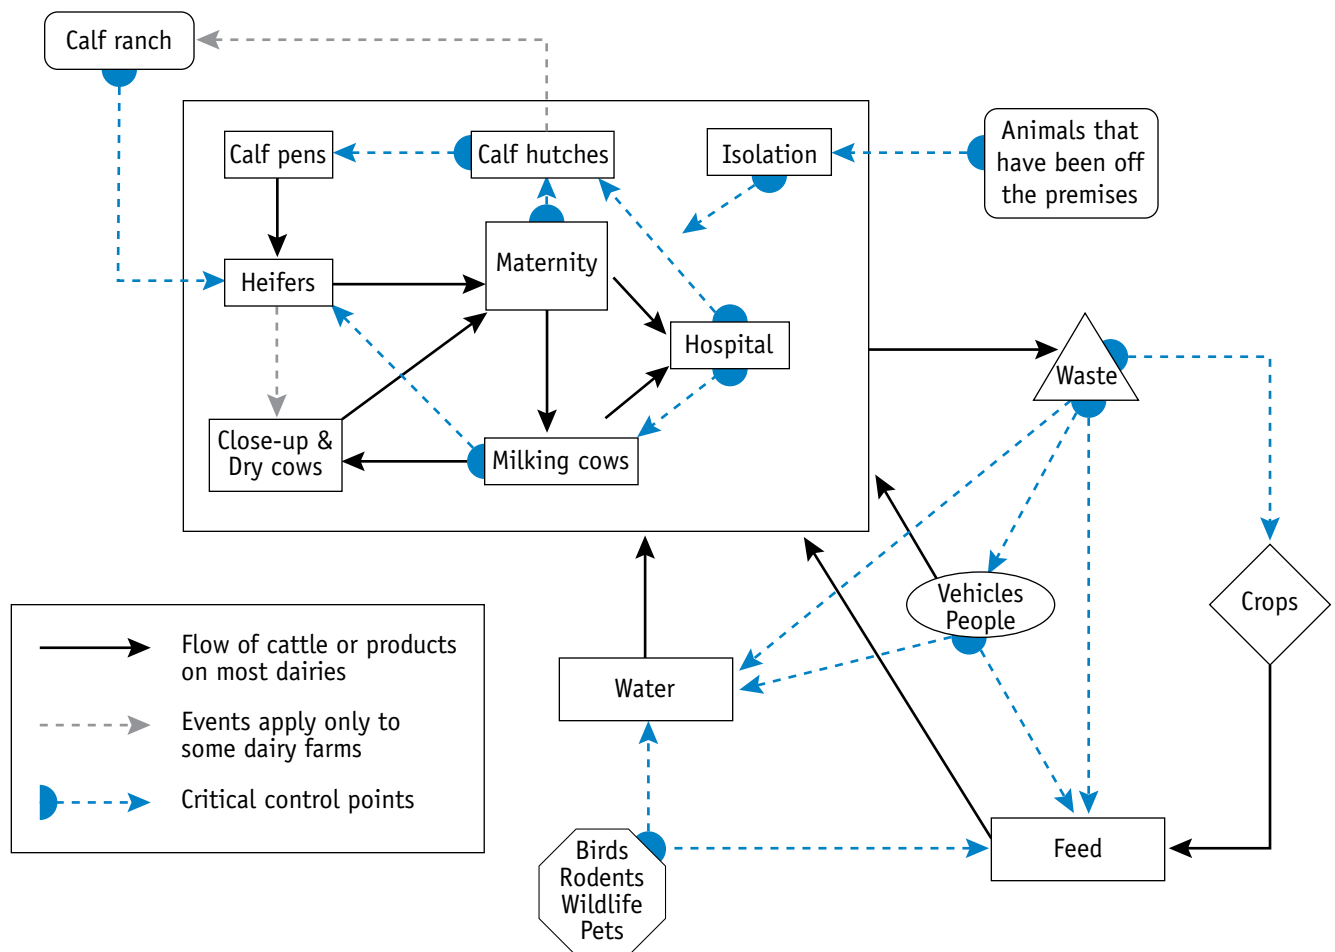 Calf ranch
Calf pens
Calf hutches
Isolation
Animals that
have been off
the premises
Heifers
Maternity
Hospital
Waste
Close-up &
Dry cows
Milking cows
Vehicles
People
Crops
Flow of cattle or products
on most dairies
Events apply only to
some dairy farms
Critical control points
Water
Feed
Birds
Rodents
Wildlife
Pets